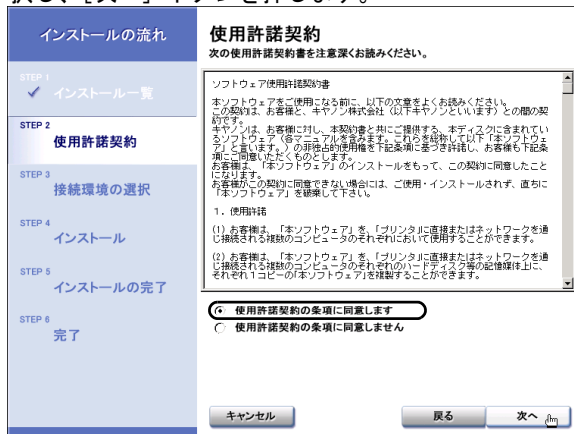 択し、[次へ]ボタンを押します。
インストールの流れ
STEP 1
インストール一覧
STEP 2
使用許諾契約
STEP 3
接続環境の選択
STEP 4
インストール
STEP 5
インストールの完了
STEP 6
完了
使用許諾契約
次の使用許諾契約書を注意深くお読みください。
ソフトウェア使用許諾契約書
本ソフトウェアをご使用になる前に、以下の文章をよくお読みください。
この契約は、お客様と、キヤノン株式会社（以下キヤノンといいます）との間の契
約です。
キヤノンは、お客様に対し、本契約書と共にご提供する、本ディスクに含まれてい
るソフトウェア（各マニュアルを含みます。これらを総称して以下「本ソフトウェ
ア」と言います。）の非独占的使用権を下記条項に基づき許諾し、お客様も下記条
項にご同意いただくものとします。
お客様は、「本ソフトウェア」のインストールをもって、この契約に同意したこと
になります。
お客様がこの契約に同意できない場合には、ご使用・インストールされず、直ちに
「本ソフトウェア」を破棄して下さい。
1．使用許諾
(1) お客様は、「本ソフトウェア」を、「プリンタ」に直接またはネットワークを通
じ接続される複数のコンピュータのそれぞれにおいて使用することができます。
(2) お客様は、「本ソフトウェア」を、「プリンタ」に直接またはネットワークを通
じ接続される複数のコンピュータのそれぞれのハードディスク等の記憶媒体上に、
それぞれ１コピーの「本ソフトウェア」を複製することができます。
使用許諾契約の条項に同意します
使用許諾契約の条項に同意しません
キャンセル
戻る
次へ